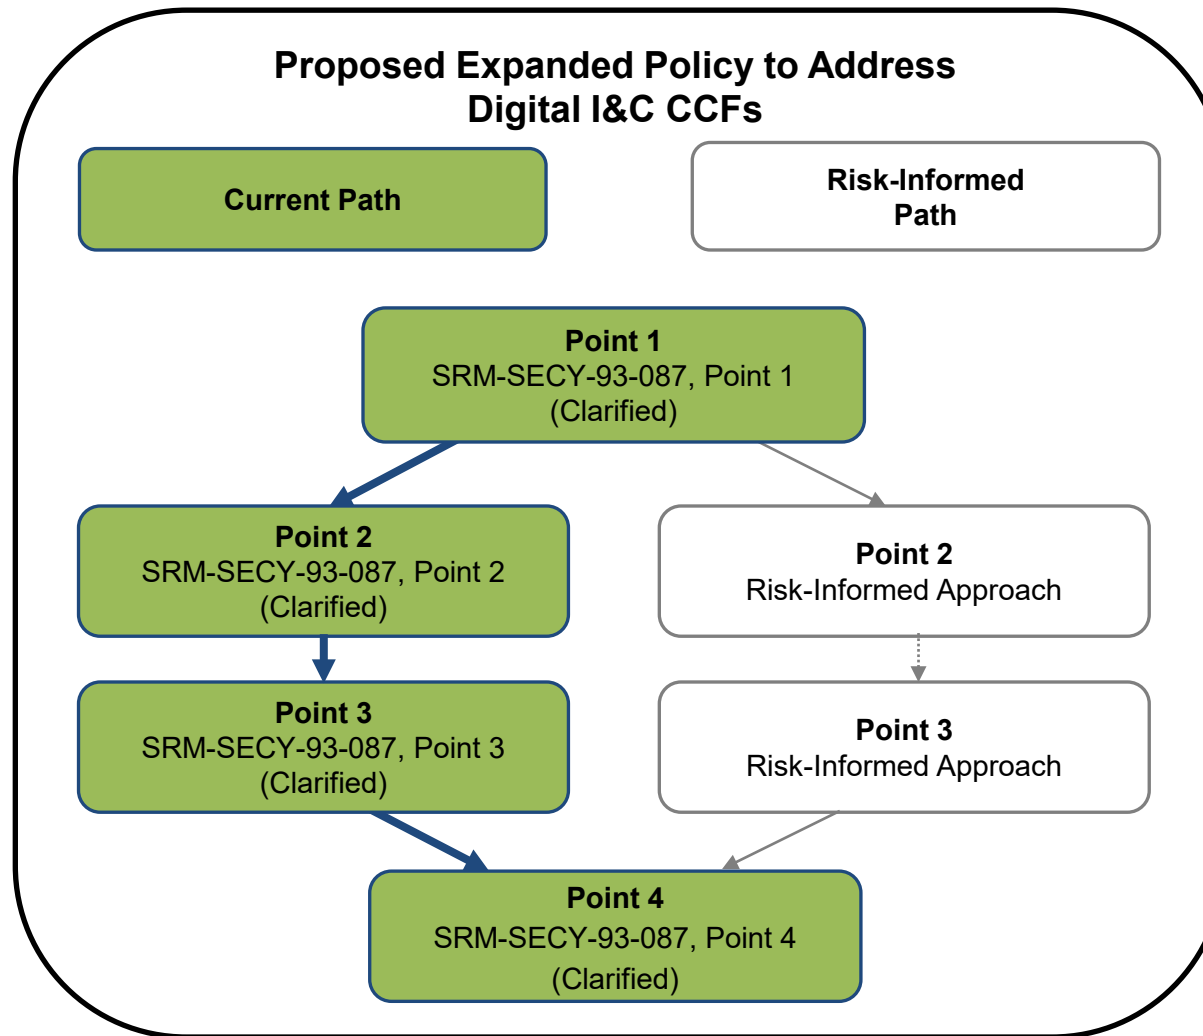 Proposed Expanded Policy to Address
Digital I&C CCFs
Current Path
Risk-Informed
Path
Point 1
SRM-SECY-93-087, Point 1
(Clarified)
Point 2
SRM-SECY-93-087, Point 2
(Clarified)
Point 2
Risk-Informed Approach
Point 3
SRM-SECY-93-087, Point 3
(Clarified)
Point 3
Risk-Informed Approach
Point 4
SRM-SECY-93-087, Point 4
(Clarified)